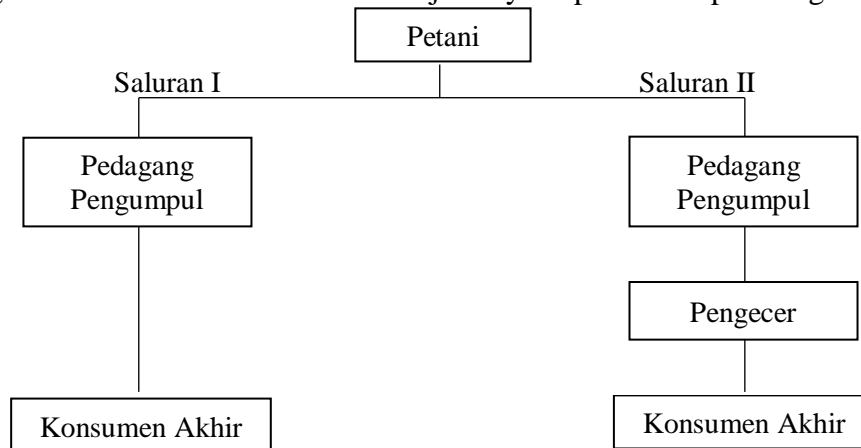 Petani
Saluran I
Saluran II
Pedagang
Pengumpul
Pedagang
Pengumpul
Pengecer
Konsumen Akhir
Konsumen Akhir